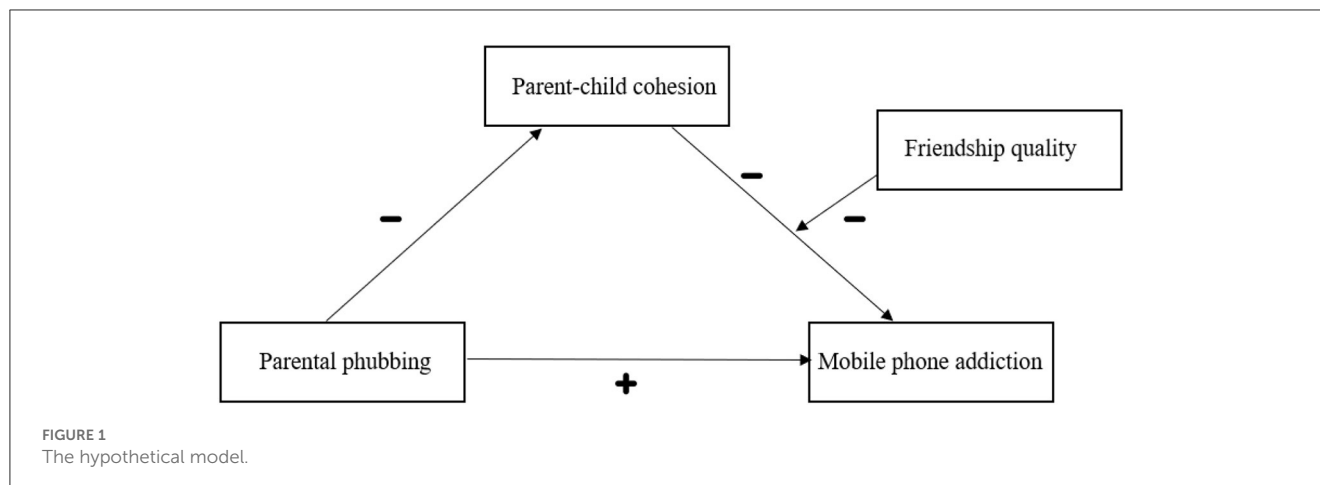 Parent-child cohesion
Friendship quality
−
−
−
Parental phubbing
Mobile phone addiction
+
FIGURE 1
The hypothetical model.